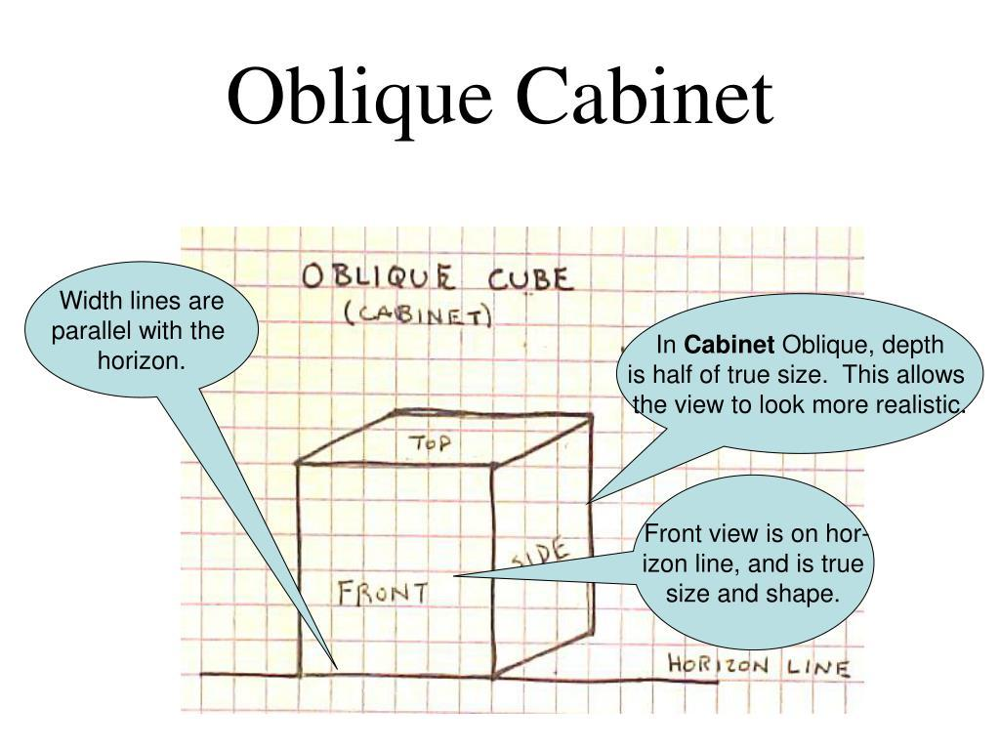 Oblique Cabinet
OBLIQUE CUBE
(CABINET)
Width lines are
parallel with the
horizon.
In Cabinet Oblique, depth
is half of true size. This allows
the view to look more realistic.
TOP
Front view is on hor-
izon line, and is true
size and shape.
SIDE
FRONT
HORIZON LINE